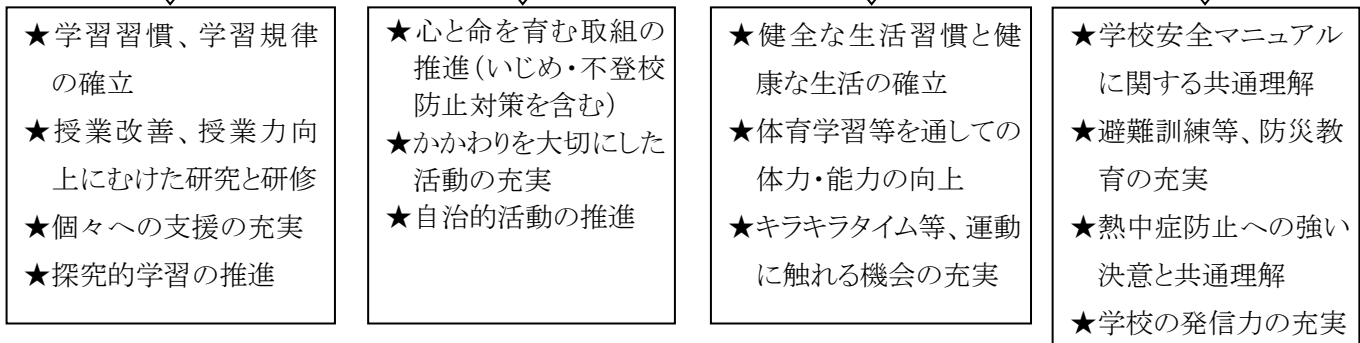 ★学習習慣、学習規律
の確立
★授業改善、授業力向
上にむけた研究と研修
★個々への支援の充実
★探究的学習の推進
★心と命を育む取組の
推進（いじめ・不登校
防止対策を含む）
★かかわりを大切にした
活動の充実
★自治的活動の推進
★健全な生活習慣と健
康な生活の確立
★体育学習等を通しての
体力・能力の向上
★キラキラタイム等、運動
に触れる機会の充実
★学校安全マニュアル
に関する共通理解
★避難訓練等、防災教
育の充実
★熱中症防止への強い
決意と共通理解
★学校の発信力の充実